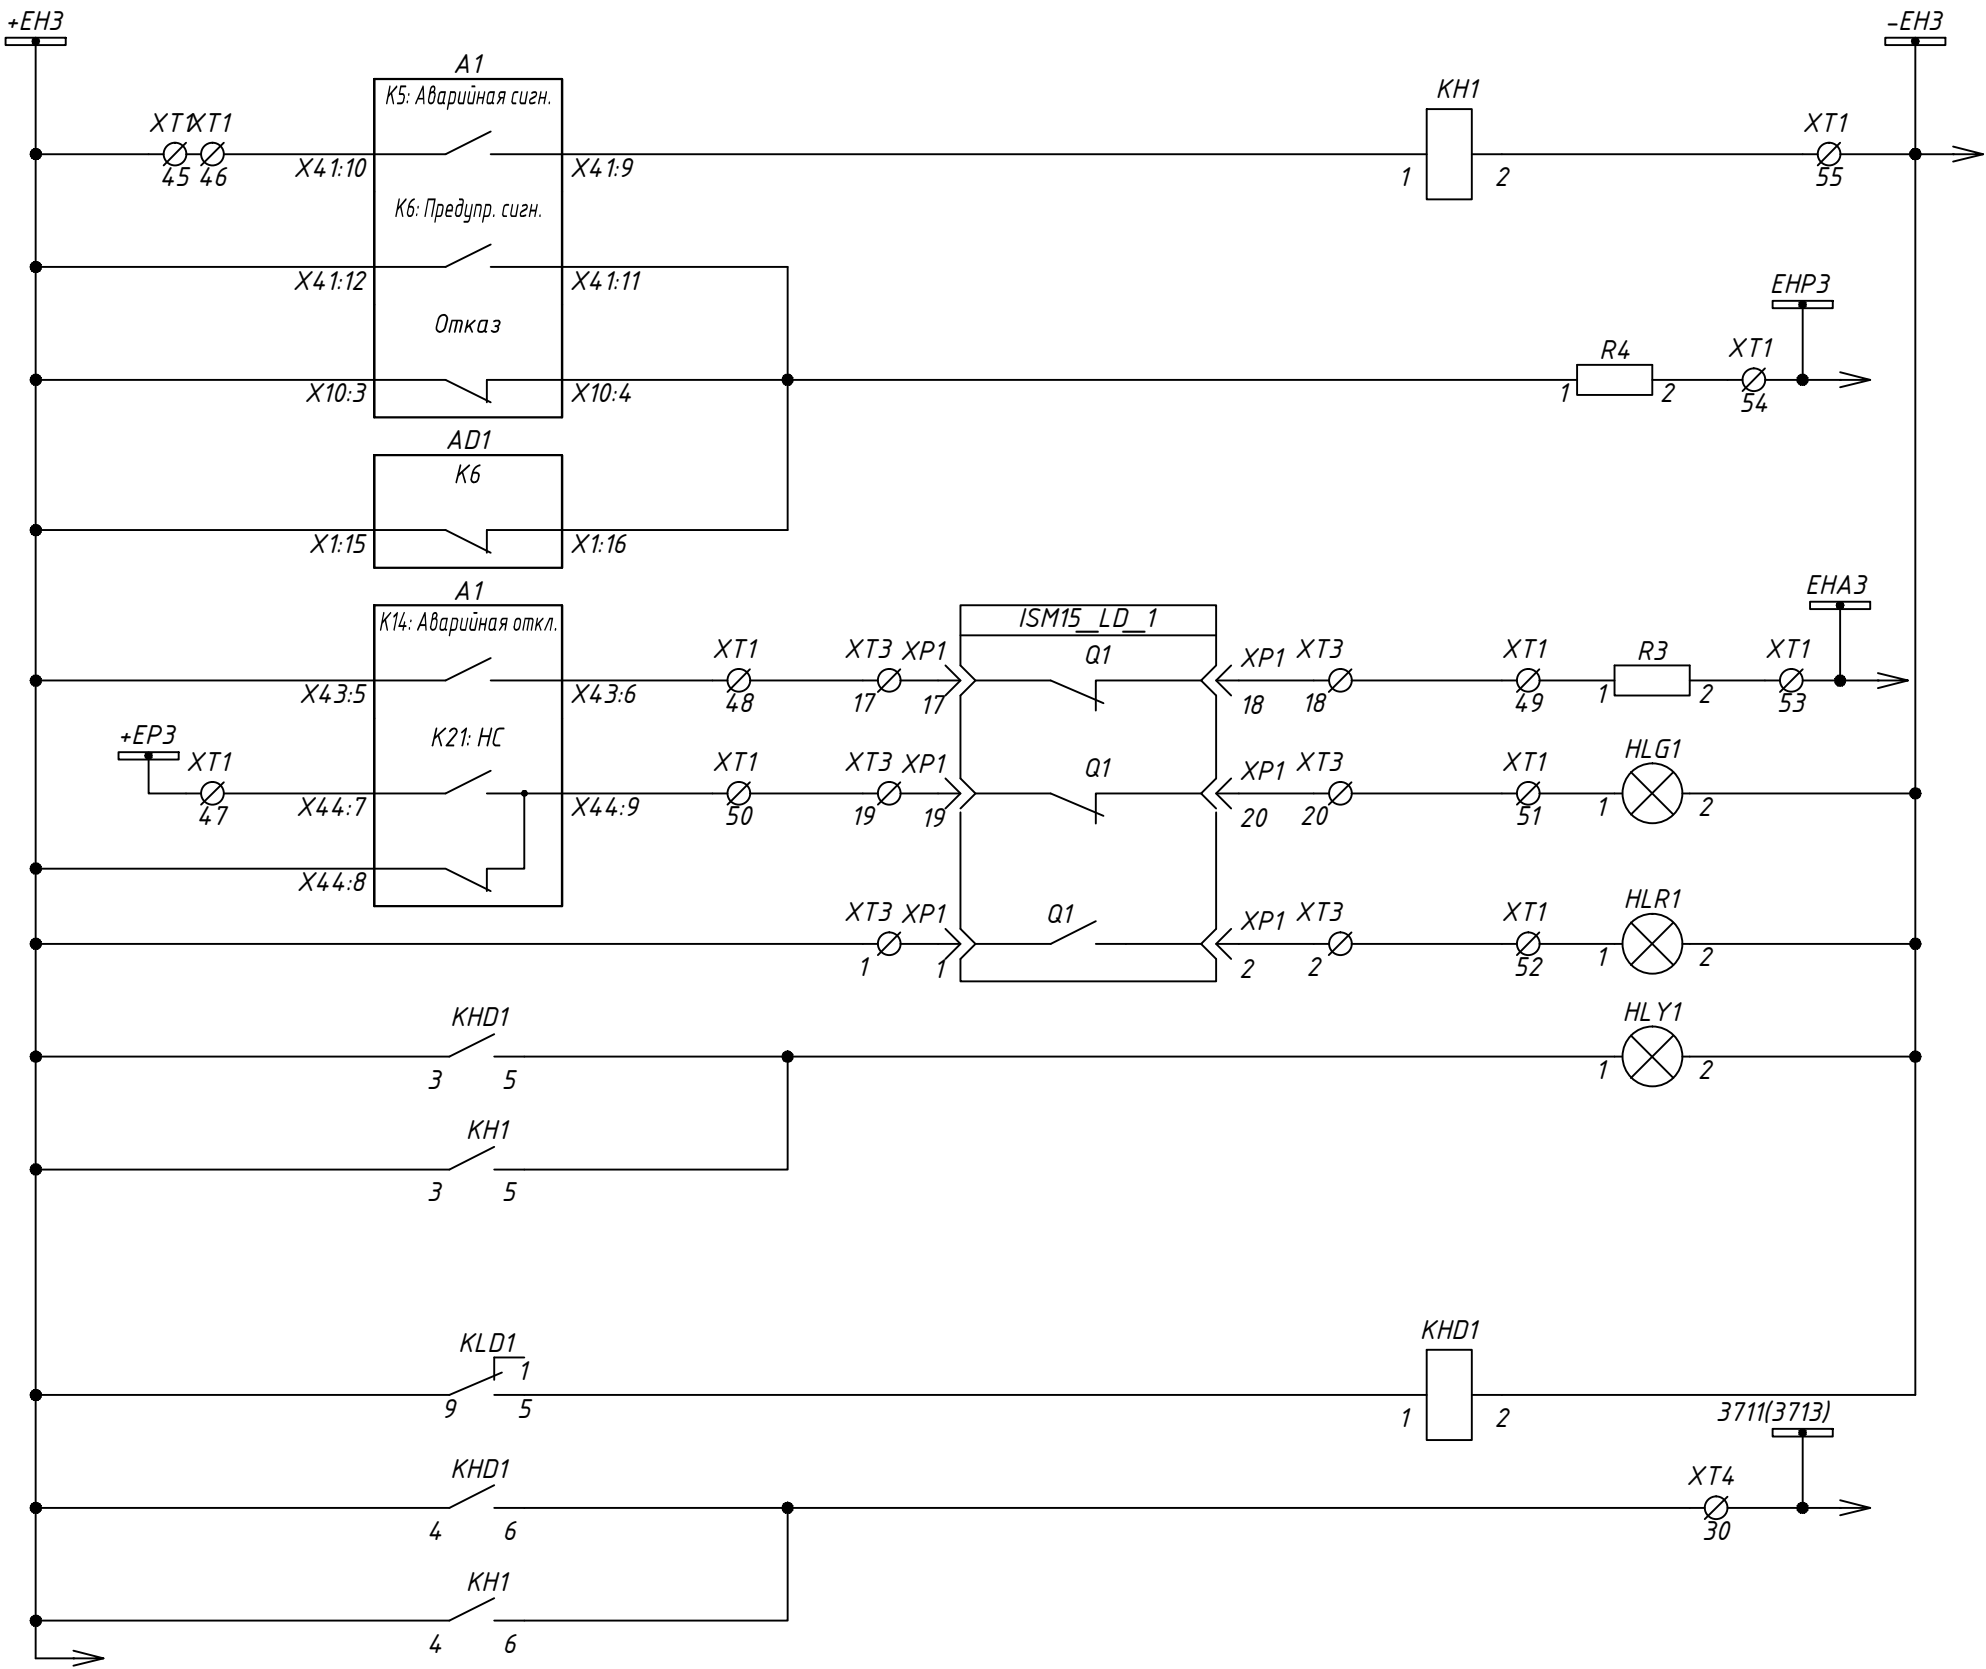 +EH3
-EH3
A1
K5: Аварийная сигн.
KH1
XT1 XT1
XT1
45 46
X41:10
X41:9
1
2
55
K6: Предупр. сигн.
X41:12
X41:11
EHP3
Отказ
R4
XT1
X10:3
X10:4
1
2
54
AD1
K6
X1:15
X1:16
A1
EHA3
K14: Аварийная откл.
ISM15_LD_1
XT1
XT3
XP1
Q1
XP1
XT3
XT1
R3
XT1
X43:5
X43:6
48
17
17
18
18
49
1
2
53
+EP3
K21: НС
XT1
XT1
XT3
XP1
Q1
XP1
XT3
XT1
HLG1
47
X44:7
X44:9
50
19
19
20
20
51
1
2
X44:8
XT3
XP1
Q1
XP1
XT3
XT1
HLR1
1
1
2
2
52
1
2
KHD1
HLY1
3
5
1
2
KH1
3
5
KLD1
1
KHD1
9
5
1
2
3711(3713)
KHD1
XT4
4
6
30
KH1
4
6